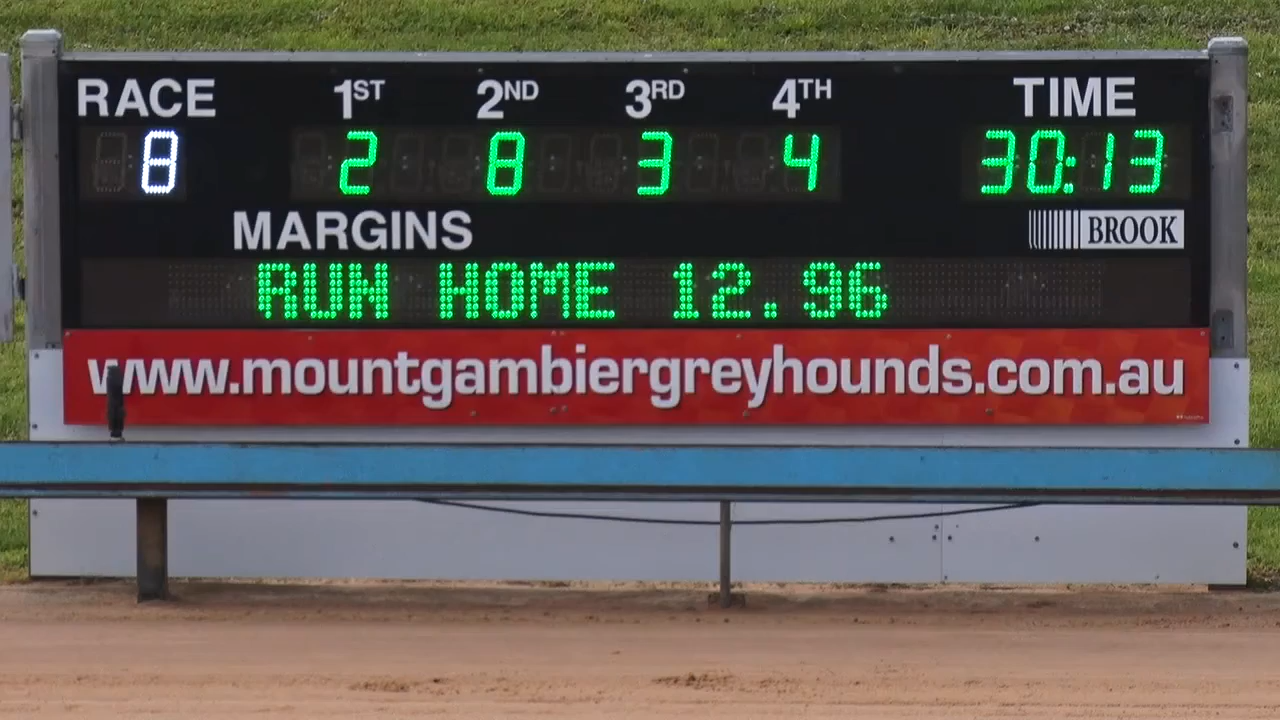 RACE 1ST 2ND 3RD 4TH TIME
8 2 8 3 4 30:13
MARGINS BROOK
RUN HOME 12.96
www.mountgambiergreyhounds.com.au